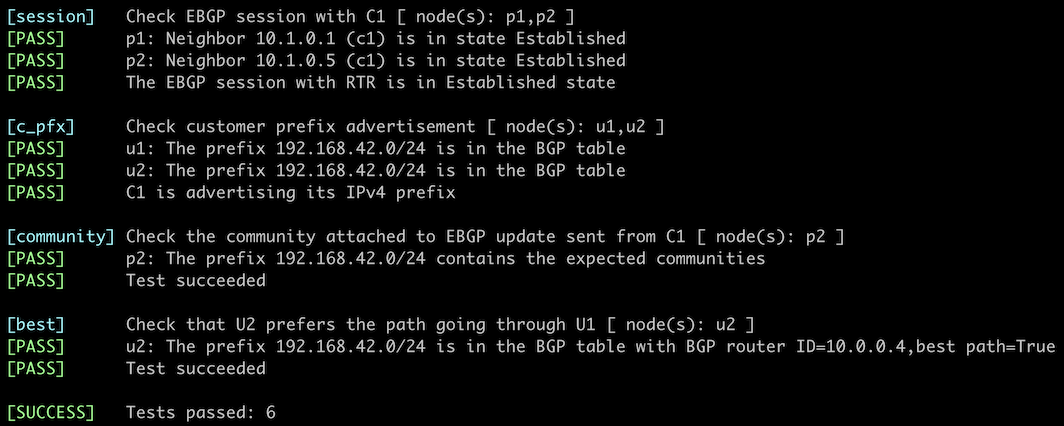 [session] Check EBGP session with C1 [ node(s): p1,p2 ]
[PASS] p1: Neighbor 10.1.0.1 (c1) is in state Established
[PASS] p2: Neighbor 10.1.0.5 (c1) is in state Established
[PASS] The EBGP session with RTR is in Established state
[c_pfx] Check customer prefix advertisement [ node(s): u1,u2 ]
[PASS] u1: The prefix 192.168.42.0/24 is in the BGP table
[PASS] u2: The prefix 192.168.42.0/24 is in the BGP table
[PASS] C1 is advertising its IPv4 prefix
[community] Check the community attached to EBGP update sent from C1 [ node(s): p2 ]
[PASS] p2: The prefix 192.168.42.0/24 contains the expected communities
[PASS] Test succeeded
[best] Check that U2 prefers the path going through U1 [ node(s): u2 ]
[PASS] u2: The prefix 192.168.42.0/24 is in the BGP table with BGP router ID=10.0.0.4,best path=True
[PASS] Test succeeded
[SUCCESS] Tests passed: 6